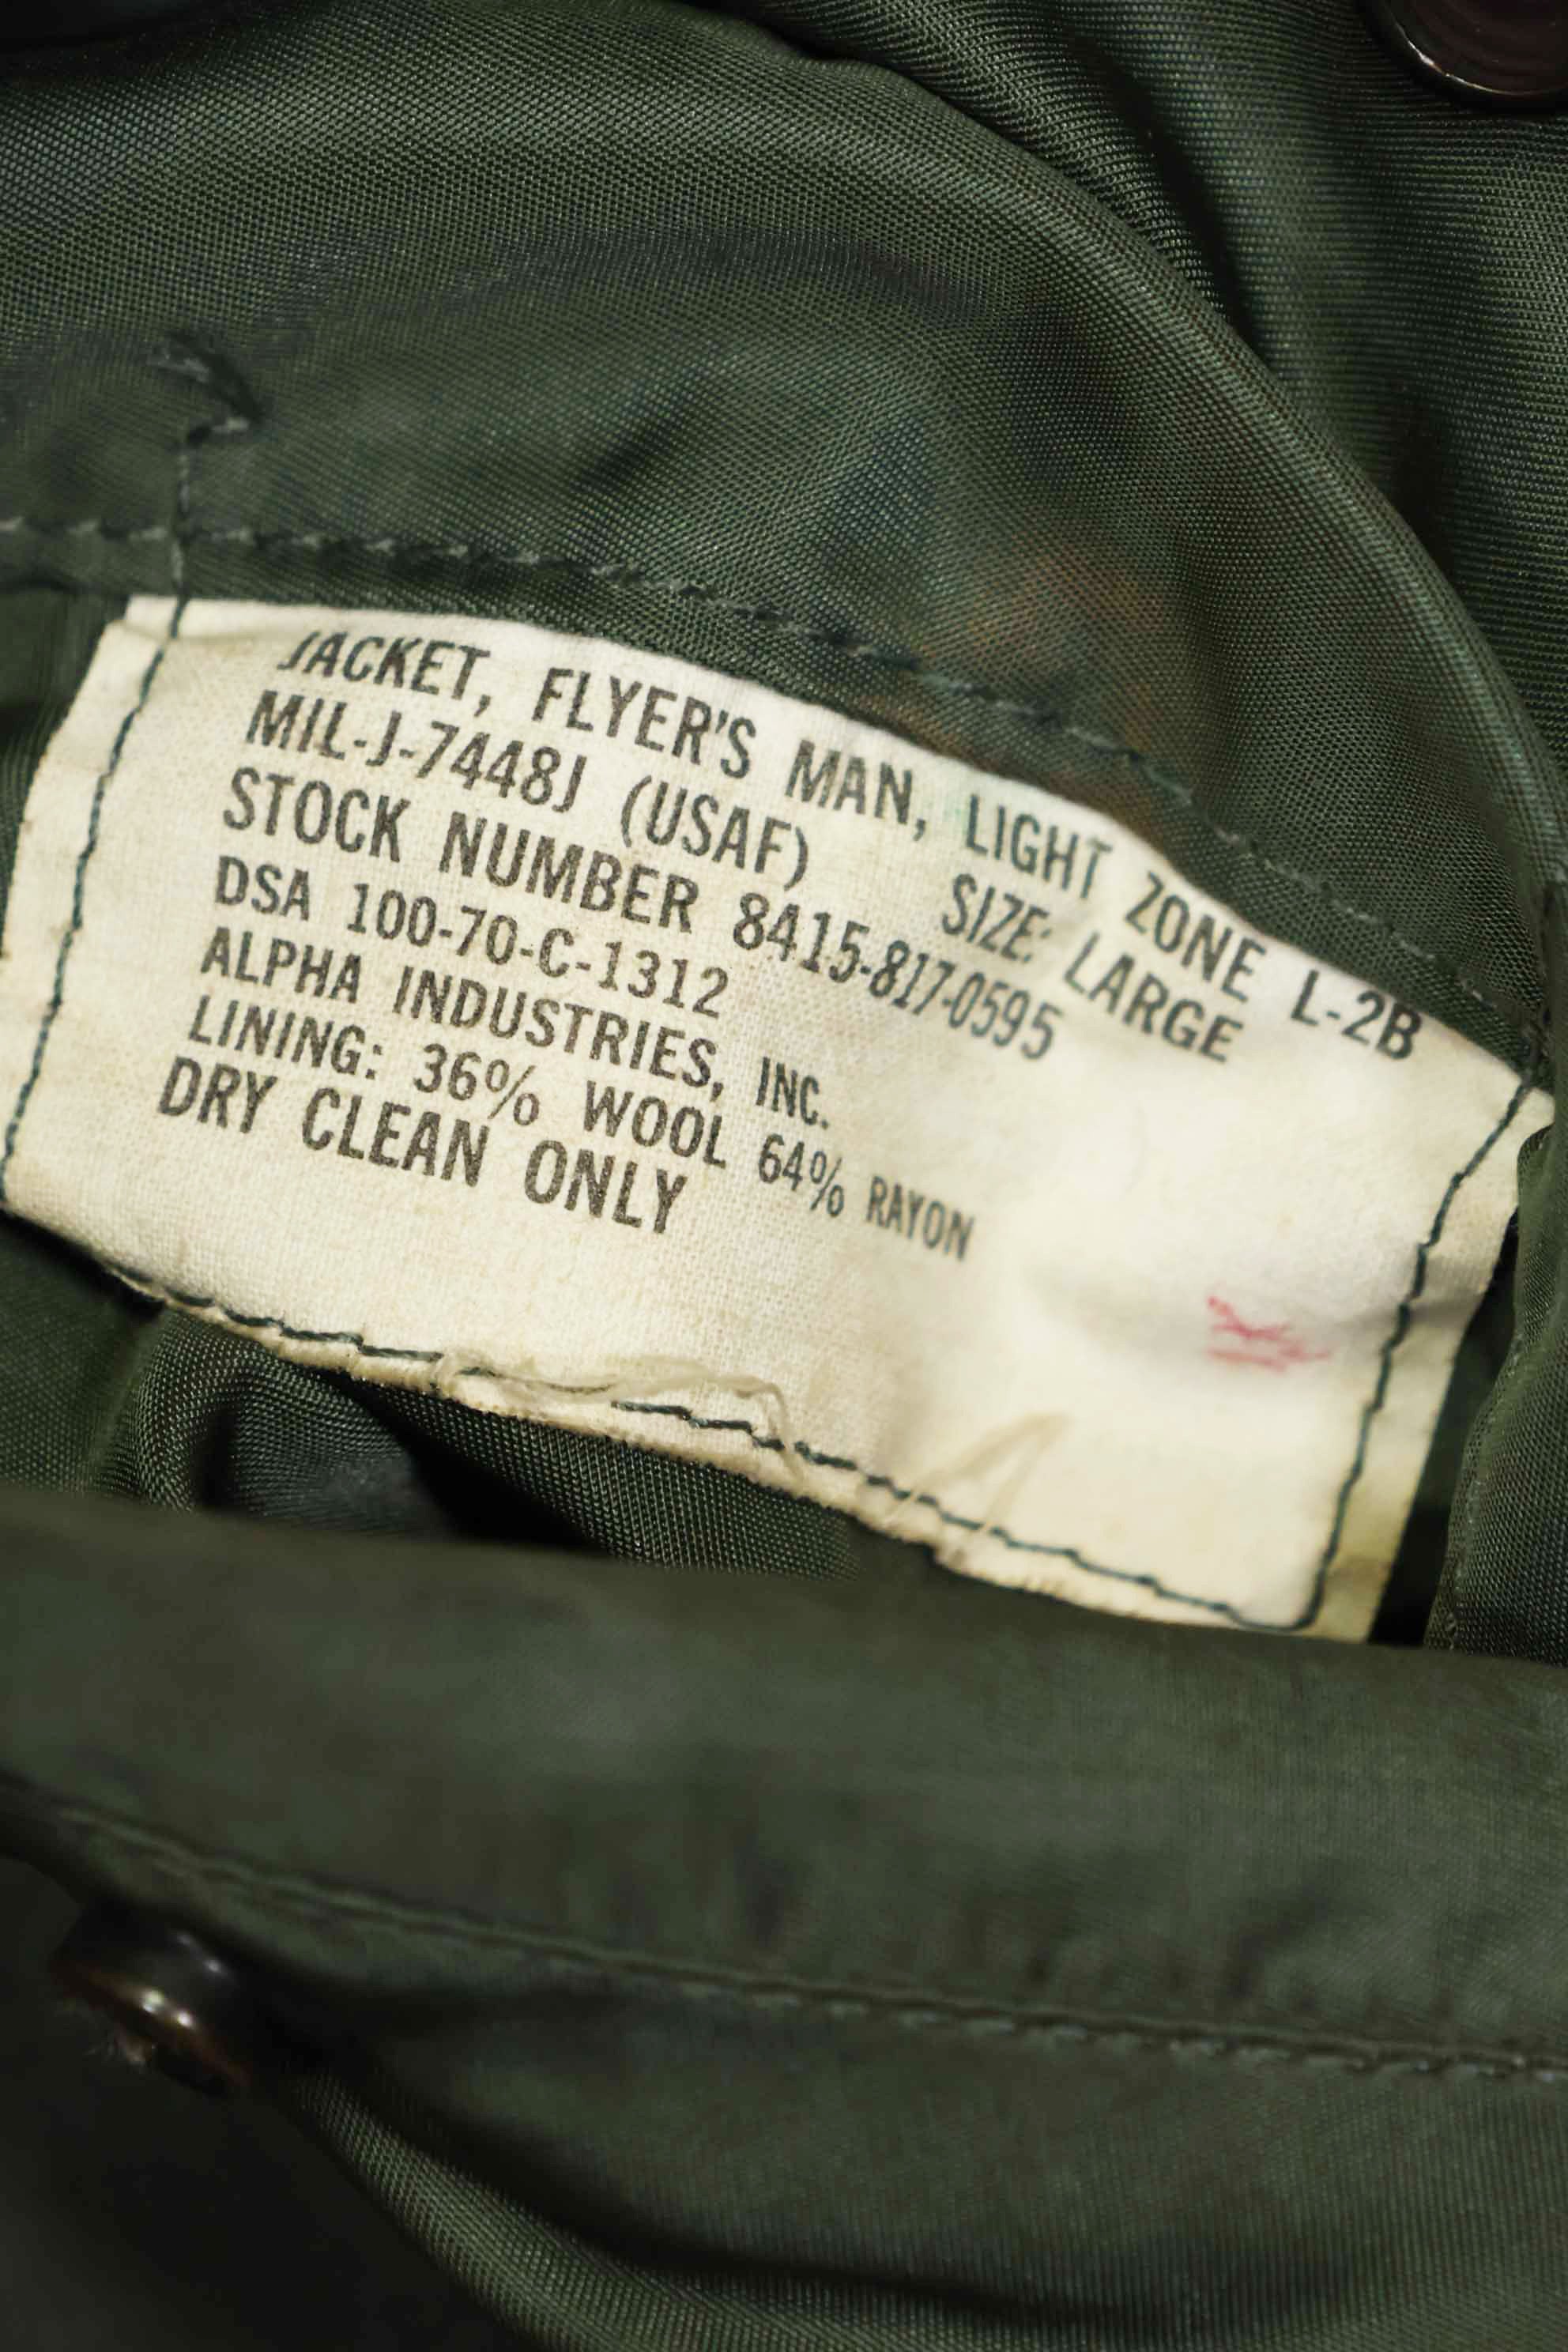 JACKET, FLYER'S MAN, LIGHT ZONE L-2B
MIL-J-7448J (USAF) SIZE: LARGE
STOCK NUMBER 8415-817-0595
DSA 100-70-C-1312
ALPHA INDUSTRIES, INC.
LINING: 36% WOOL 64% RAYON
DRY CLEAN ONLY